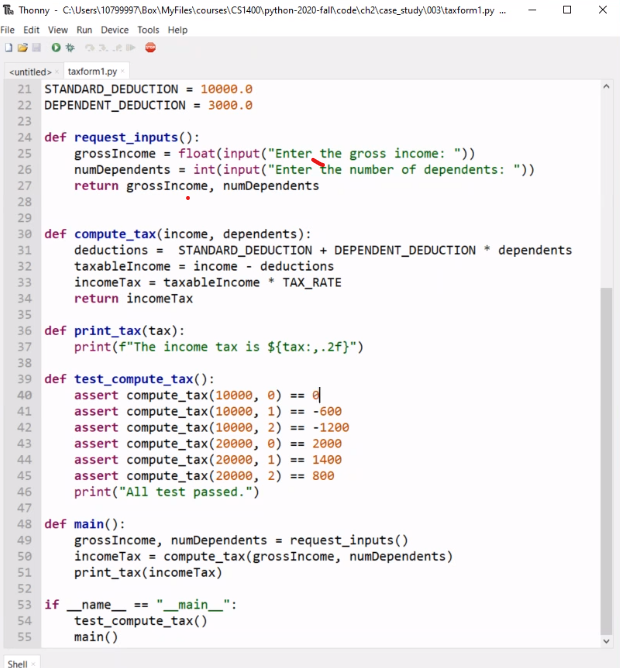 Thonny - C:\Users\10799997\Box\MyFiles\courses\CS1400\python-2020-fall\code\ch2\case_study\003\taxform1.py ...
File Edit View Run Device Tools Help
<untitled> × taxform1.py ×
21 STANDARD_DEDUCTION = 10000.0
22 DEPENDENT_DEDUCTION = 3000.0
23
24 def request_inputs():
25     grossIncome = float(input("Enter the gross income: "))
26     numDependents = int(input("Enter the number of dependents: "))
27     return grossIncome, numDependents
28
29
30 def compute_tax(income, dependents):
31     deductions =  STANDARD_DEDUCTION + DEPENDENT_DEDUCTION * dependents
32     taxableIncome = income - deductions
33     incomeTax = taxableIncome * TAX_RATE
34     return incomeTax
35
36 def print_tax(tax):
37     print(f"The income tax is ${tax:,.2f}")
38
39 def test_compute_tax():
40     assert compute_tax(10000, 0) == 0
41     assert compute_tax(10000, 1) == -600
42     assert compute_tax(10000, 2) == -1200
43     assert compute_tax(20000, 0) == 2000
44     assert compute_tax(20000, 1) == 1400
45     assert compute_tax(20000, 2) == 800
46     print("All test passed.")
47
48 def main():
49     grossIncome, numDependents = request_inputs()
50     incomeTax = compute_tax(grossIncome, numDependents)
51     print_tax(incomeTax)
52
53 if __name__ == "__main__":
54     test_compute_tax()
55     main()
Shell ×